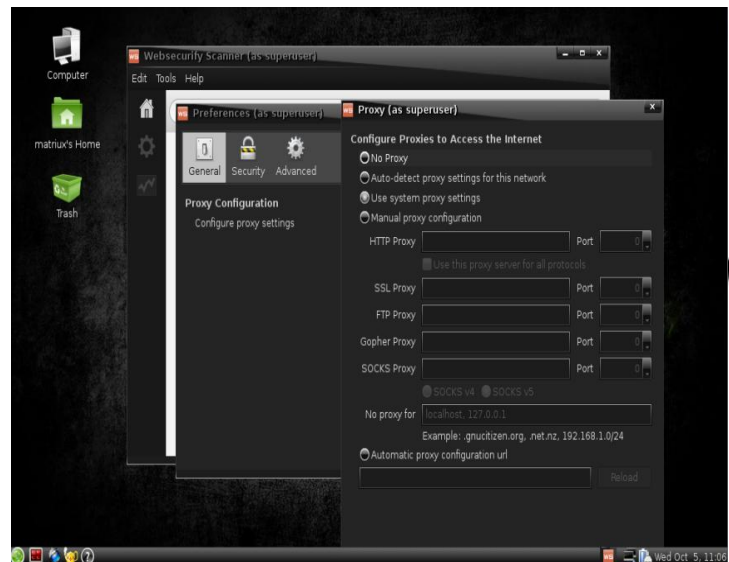 Computer
matriux's Home
Trash
Websecurity Scanner (as superuser)
Edit Tools Help
Preferences (as superuser)
General Security Advanced
Proxy Configuration
Configure proxy settings
Proxy (as superuser)
Configure Proxies to Access the Internet
No Proxy
Auto-detect proxy settings for this network
Use system proxy settings
Manual proxy configuration
HTTP Proxy Port 0
Use this proxy server for all protocols
SSL Proxy Port 0
FTP Proxy Port 0
Gopher Proxy Port 0
SOCKS Proxy Port 0
SOCKS v4 SOCKS v5
No proxy for localhost, 127.0.0.1
Example: .gnucitizen.org, .net.nz, 192.168.1.0/24
Automatic proxy configuration url
Reload
Wed Oct 5, 11:06